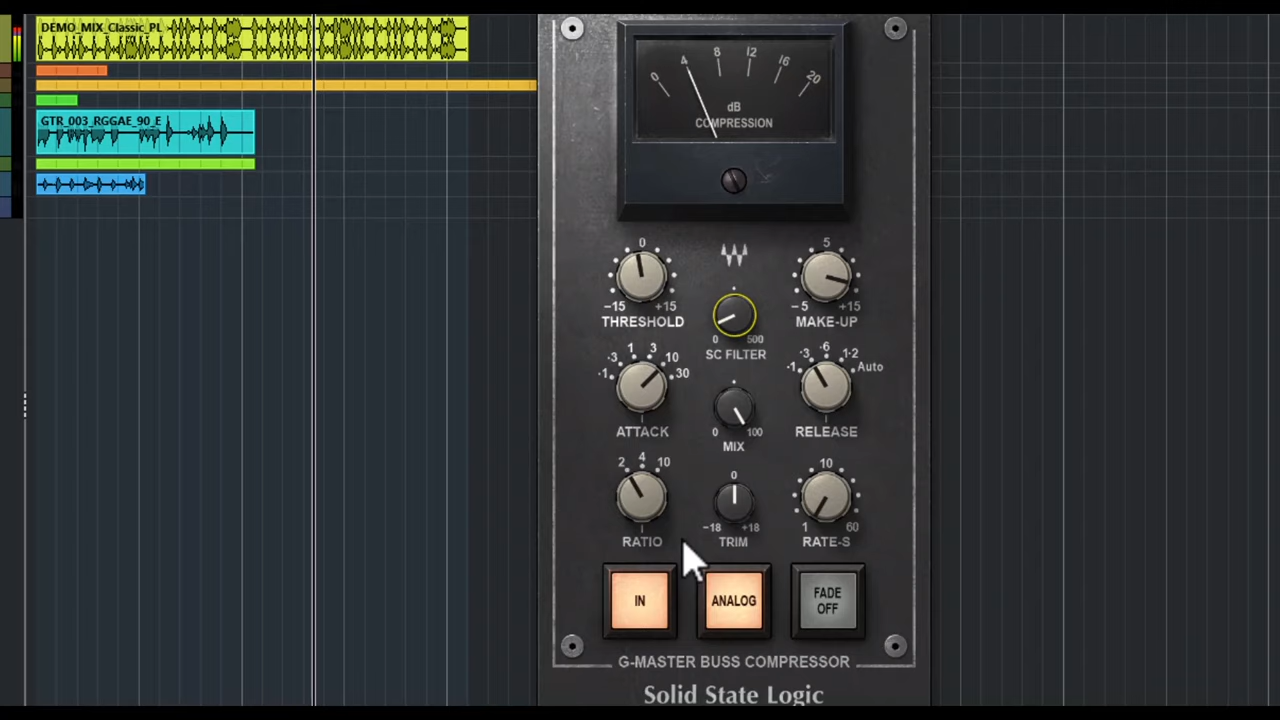 DEMO_MIX_Classic_PL
GTR_003_RGGAE_90_E
0 4 8 12 16 20
dB
COMPRESSION
0
-15 +15
THRESHOLD
0 500
SC FILTER
5
-5 +15
MAKE-UP
.1 .3 1 3 10 30
ATTACK
0 100
MIX
.1 .3 .6 1.2 Auto
RELEASE
2 4 10
RATIO
0
-18 +18
TRIM
10
1 60
RATE-S
IN
ANALOG
FADE
OFF
G-MASTER BUSS COMPRESSOR
Solid State Logic